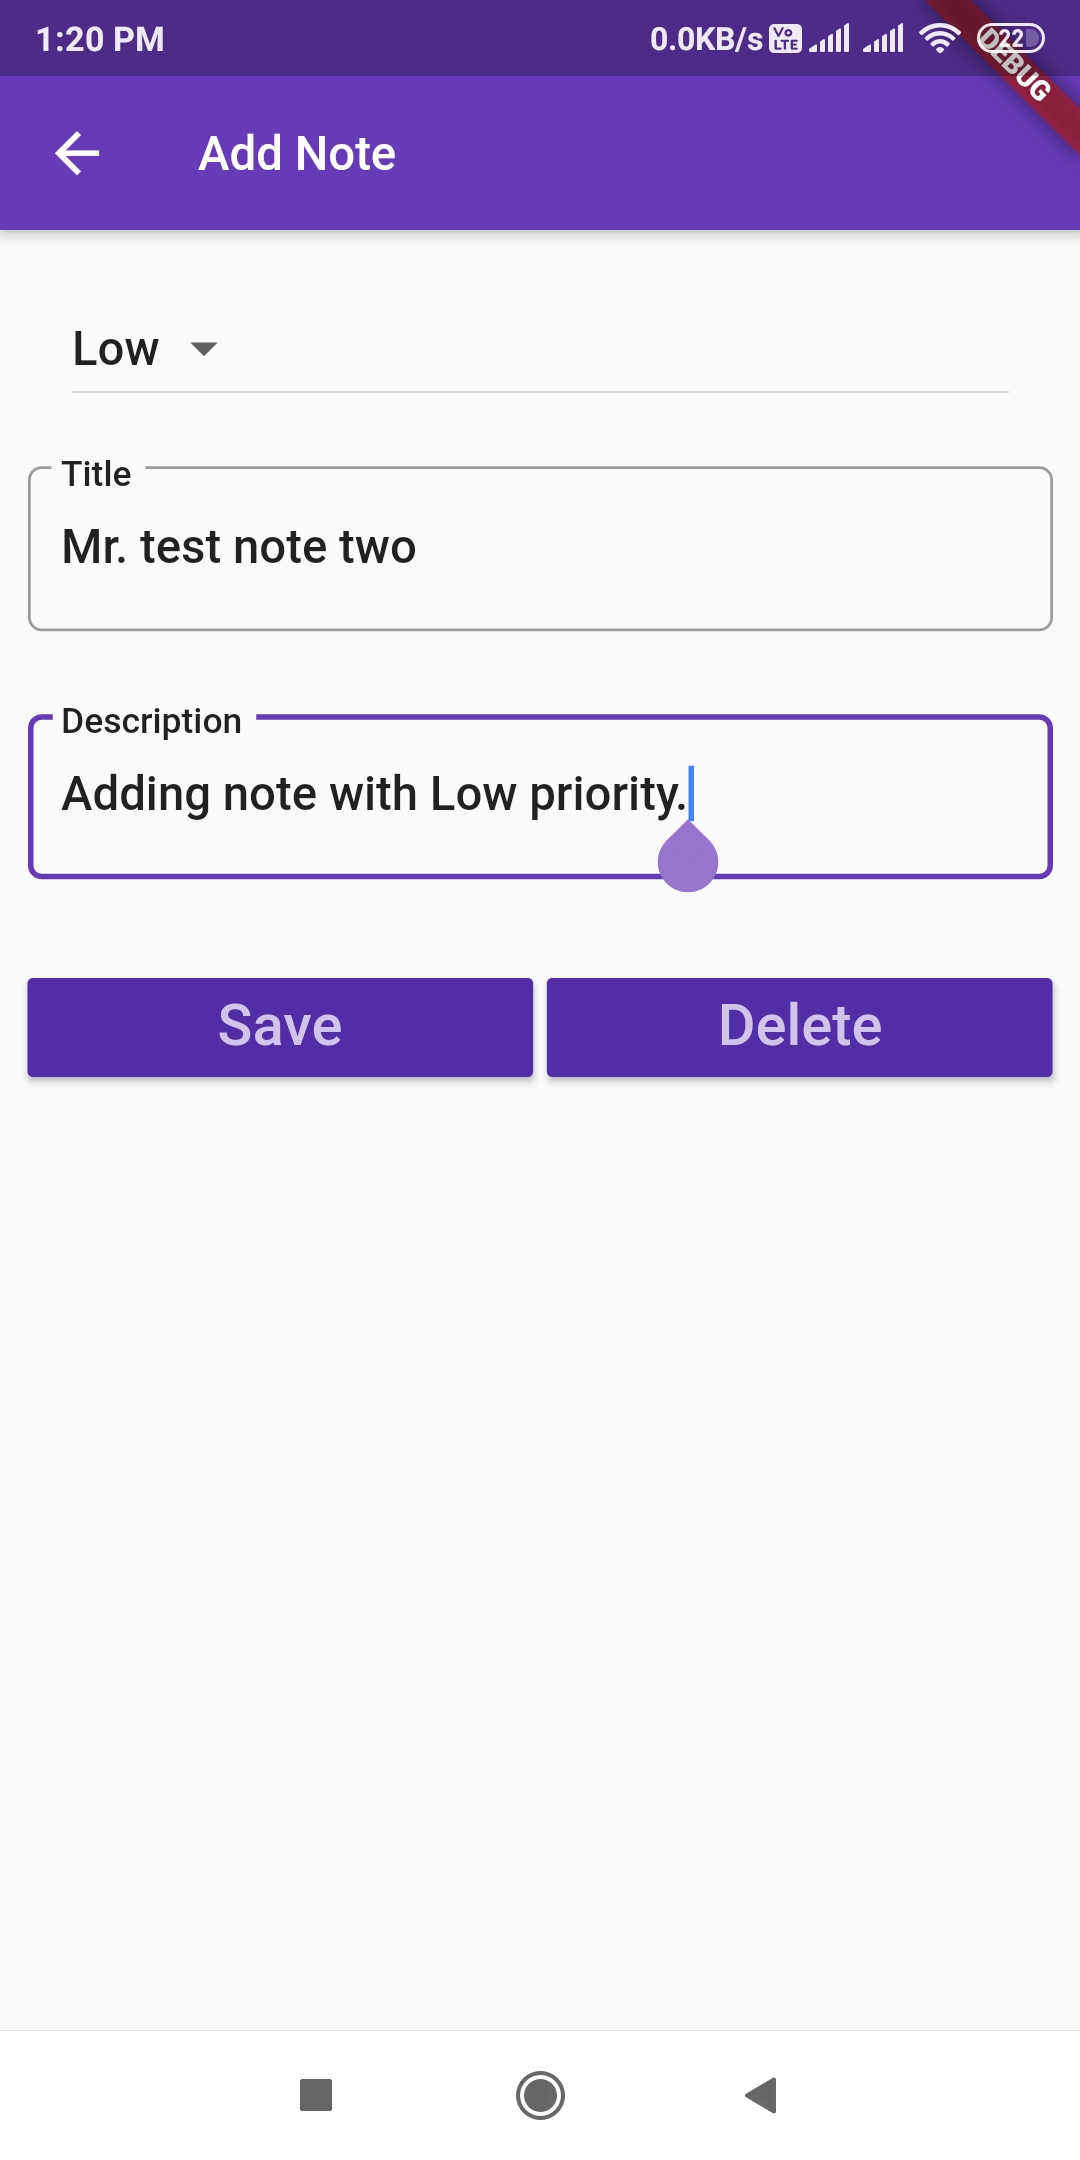 1:20 PM 0.0KB/s Vo LTE 22
DEBUG
Add Note
Low
Title
Mr. test note two
Description
Adding note with Low priority.
Save Delete